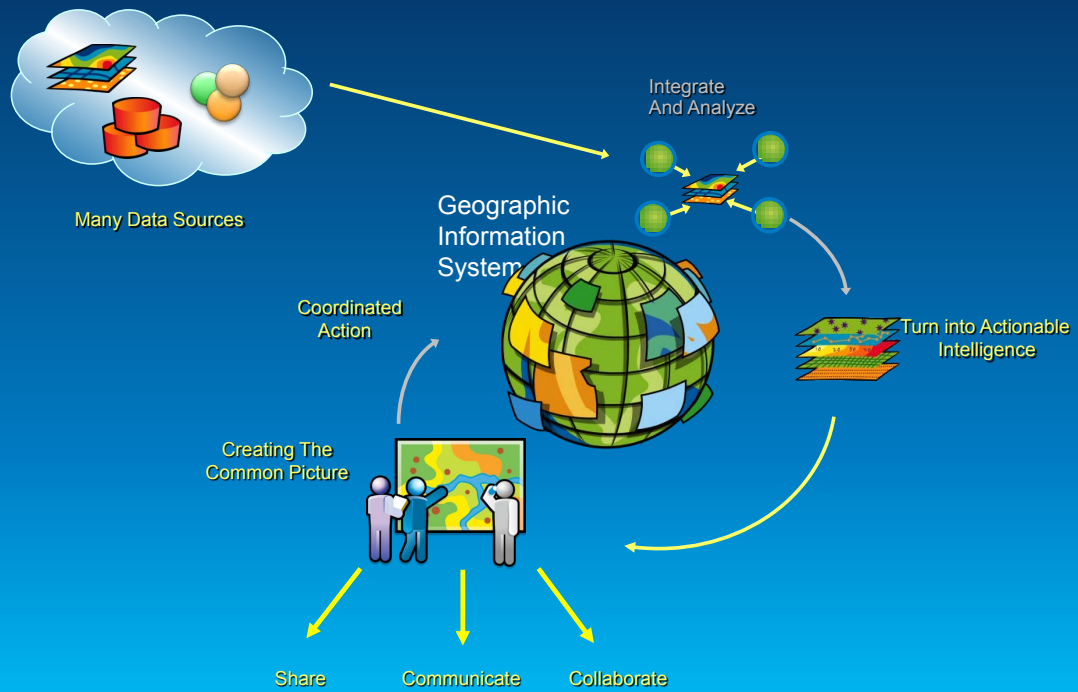 Integrate
And Analyze
Many Data Sources
Geographic
Information
System
Coordinated
Action
Turn into Actionable
Intelligence
Creating The
Common Picture
Share
Communicate
Collaborate